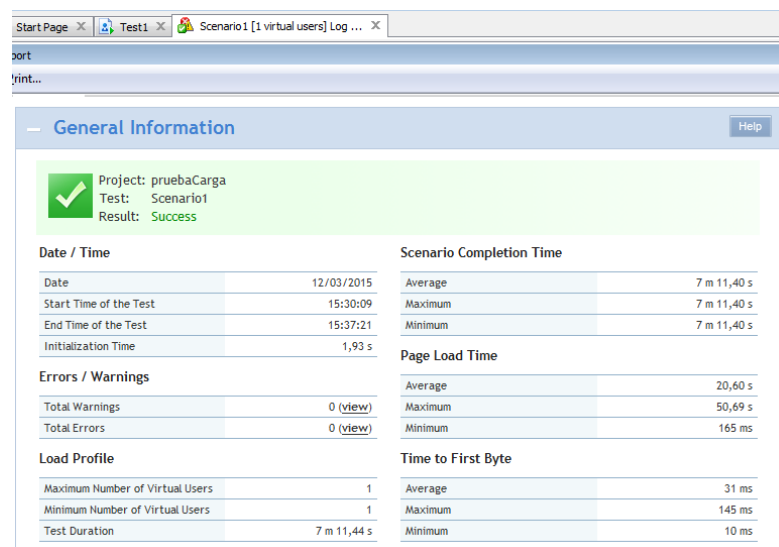 Start Page X Test1 X Scenario1 [1 virtual users] Log ... X
port
Print...
General Information Help
Project: pruebaCarga
Test: Scenario1
Result: Success
Date / Time
Date 12/03/2015
Start Time of the Test 15:30:09
End Time of the Test 15:37:21
Initialization Time 1,93 s
Errors / Warnings
Total Warnings 0 (view)
Total Errors 0 (view)
Load Profile
Maximum Number of Virtual Users 1
Minimum Number of Virtual Users 1
Test Duration 7 m 11,44 s
Scenario Completion Time
Average 7 m 11,40 s
Maximum 7 m 11,40 s
Minimum 7 m 11,40 s
Page Load Time
Average 20,60 s
Maximum 50,69 s
Minimum 165 ms
Time to First Byte
Average 31 ms
Maximum 145 ms
Minimum 10 ms